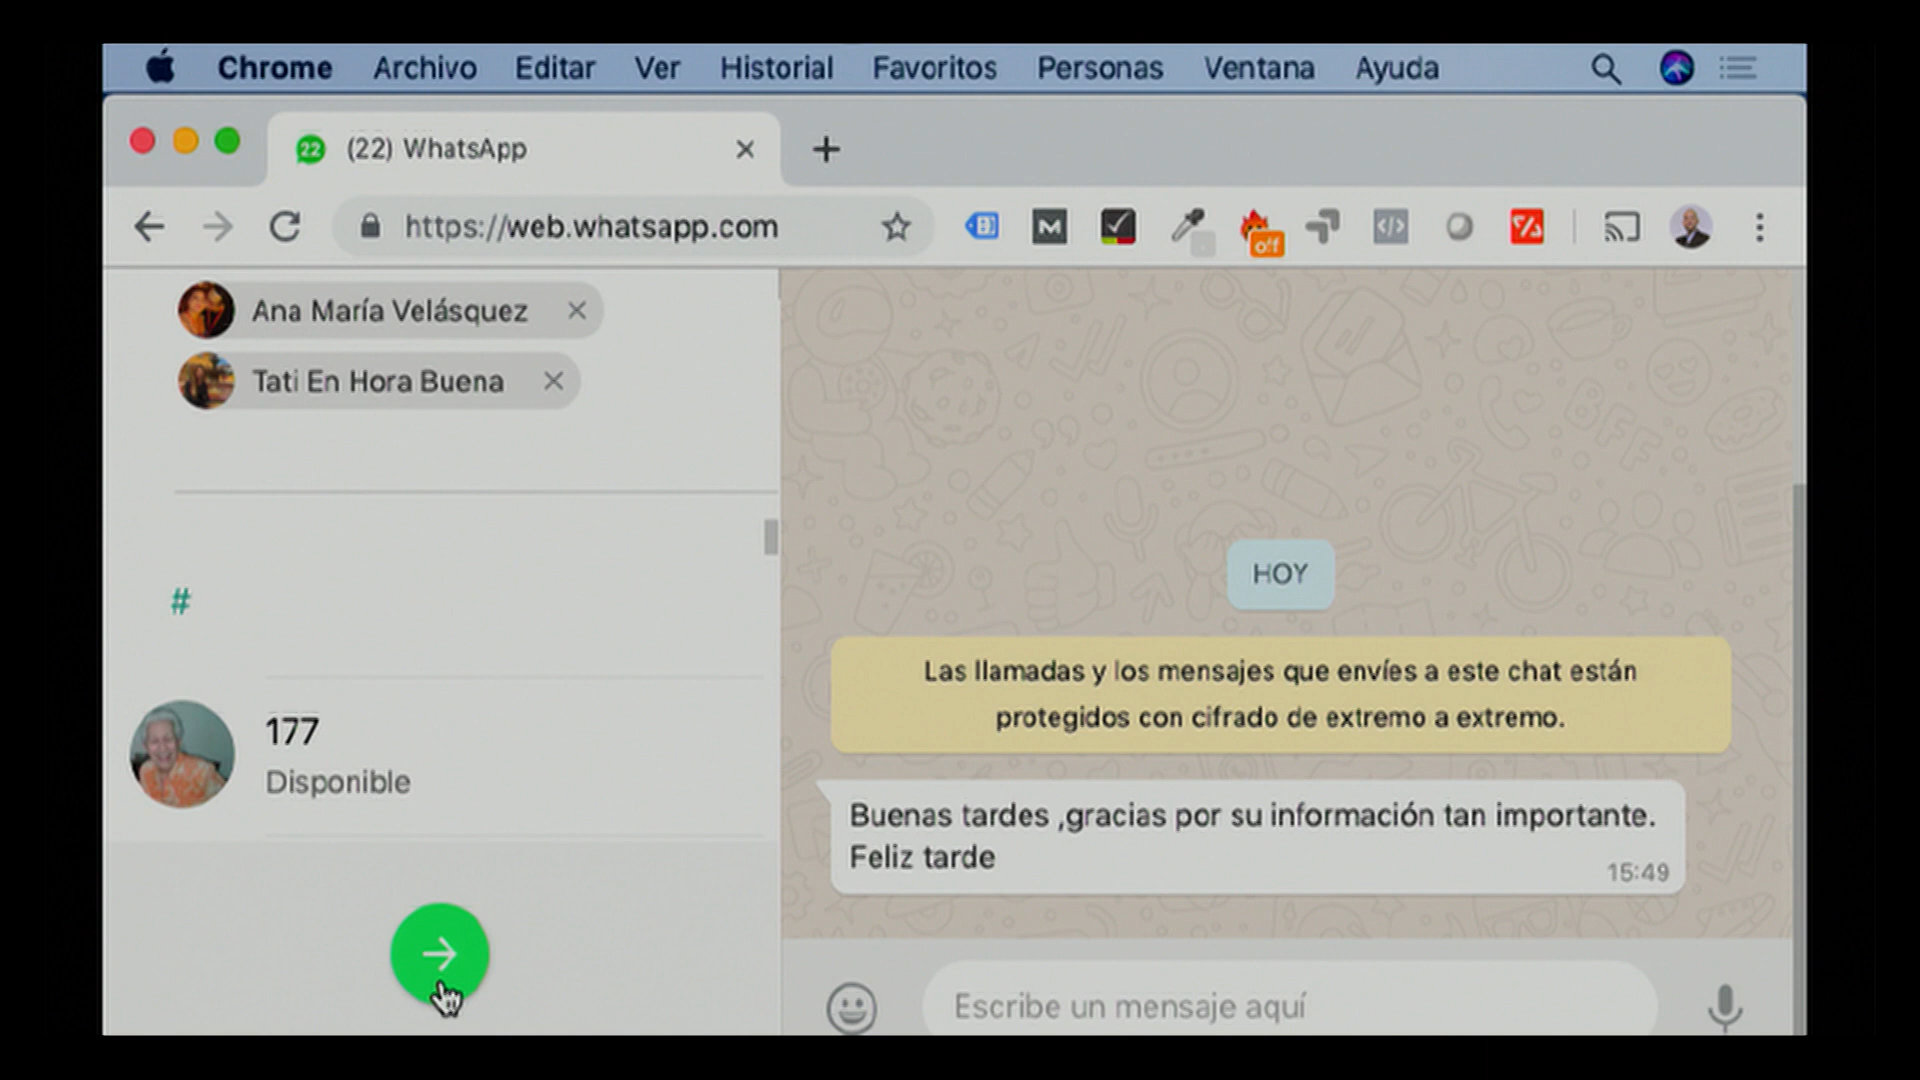 Chrome Archivo Editar Ver Historial Favoritos Personas Ventana Ayuda
22 (22) WhatsApp
https://web.whatsapp.com
off
Ana María Velásquez
Tati En Hora Buena
#
177
Disponible
HOY
Las llamadas y los mensajes que envíes a este chat están
protegidos con cifrado de extremo a extremo.
Buenas tardes ,gracias por su información tan importante.
Feliz tarde
15:49
Escribe un mensaje aquí